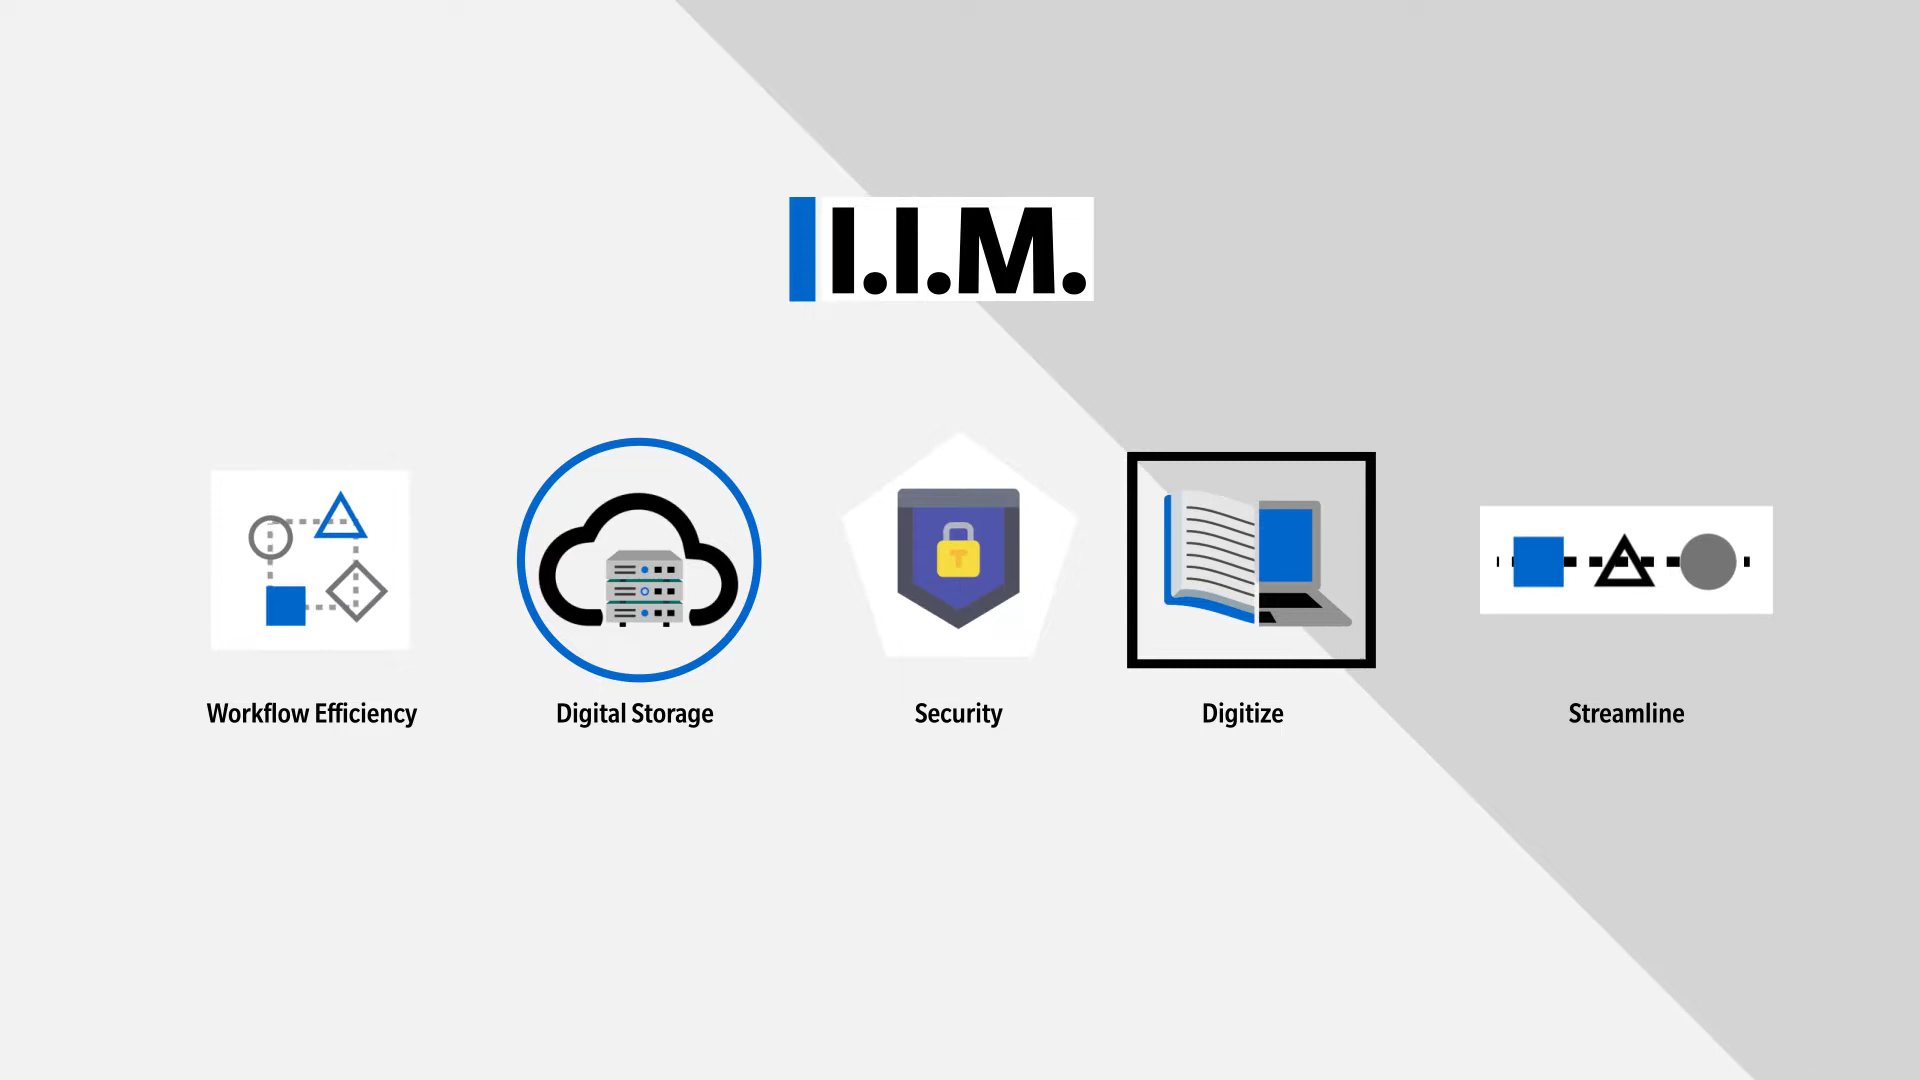 I.I.M.
T
Workflow Efficiency
Digital Storage
Security
Digitize
Streamline